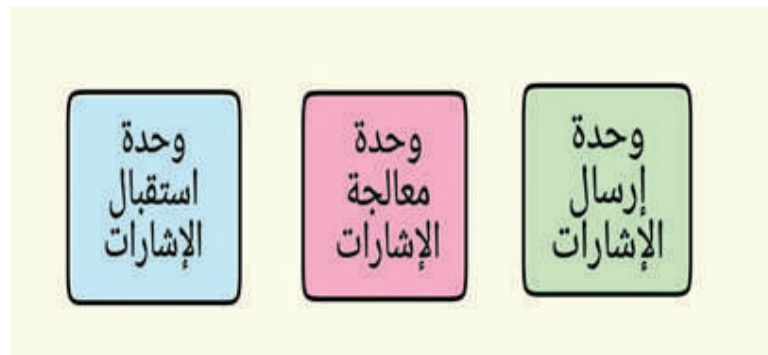 وحدة
إرسال
الإشارات
وحدة
معالجة
الإشارات
وحدة
استقبال
الإشارات